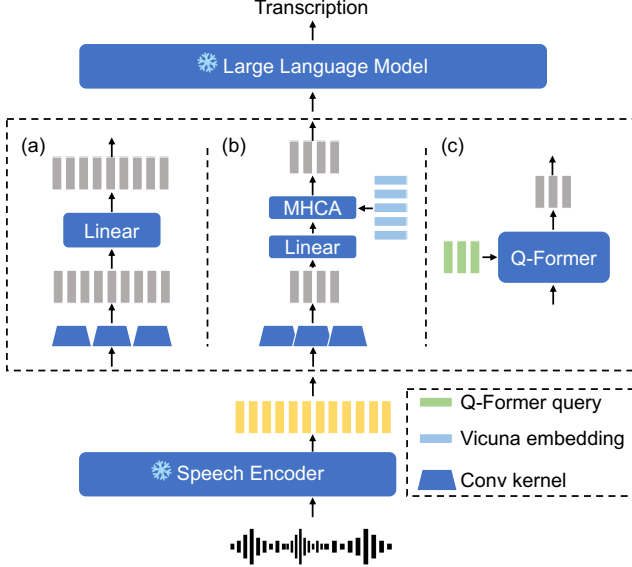 Transcription
Large Language Model
(a)
(b)
(c)
MHCA
Linear
Linear
Q-Former
Q-Former query
Vicuna embedding
Conv kernel
Speech Encoder